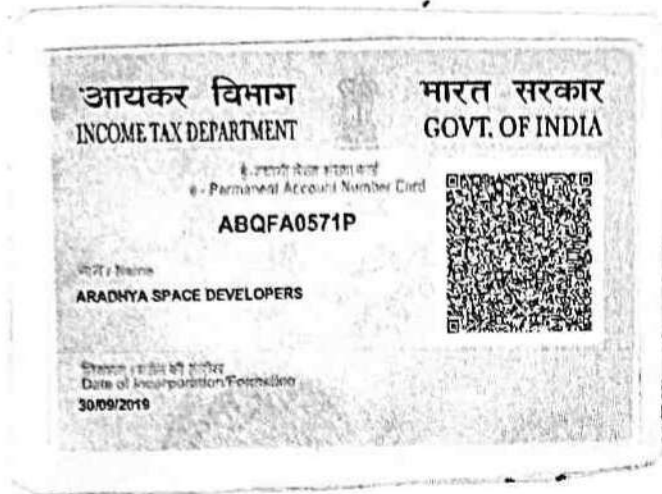 आयकर विभाग
भारत सरकार
INCOME TAX DEPARTMENT
GOVT. OF INDIA
e - Permanent Account Number Card
ABQFA0571P
Name
ARADHYA SPACE DEVELOPERS
Date of Incorporation/Formation
30/09/2019